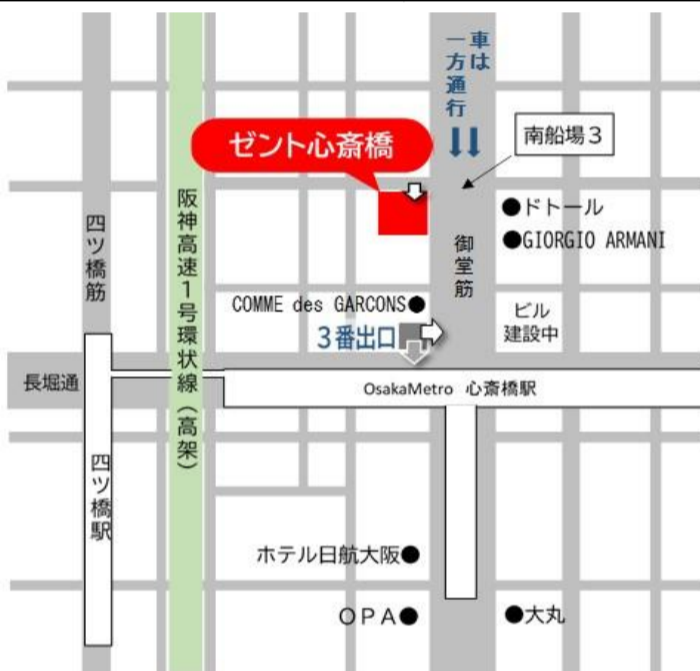 車は
一方通行
ゼント心斎橋
南船場３
●ドトール
●GIORGIO ARMANI
四ツ橋筋
阪神高速１号環状線（高架）
御堂筋
COMME des GARCONS●
３番出口
ビル
建設中
長堀通
OsakaMetro 心斎橋駅
四ツ橋駅
ホテル日航大阪●
ＯＰＡ●
●大丸